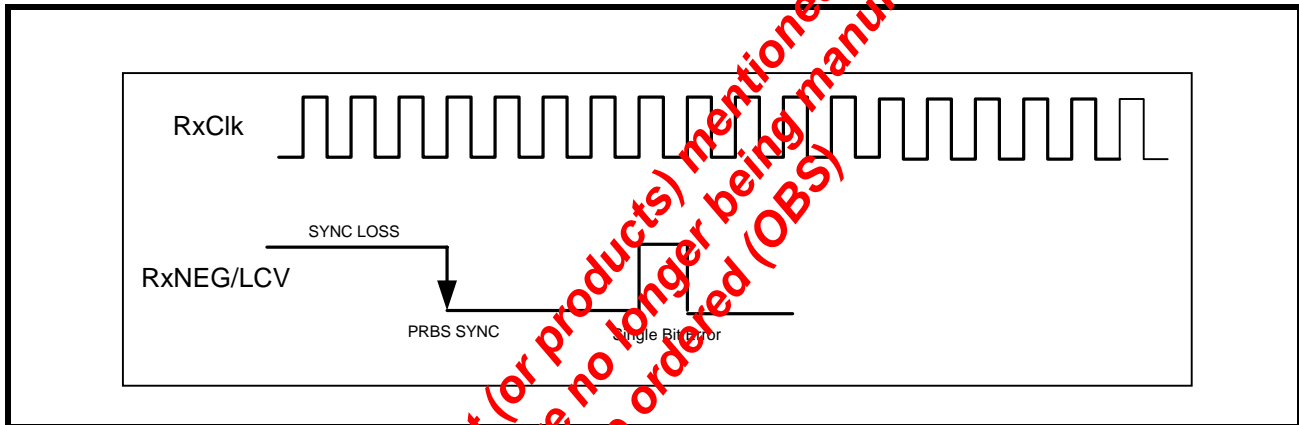 RxClk
SYNC LOSS
RxNEG/LCV
PRBS SYNC
Single Bit Error
(or products) mentioned
no longer being manu
ordered (OBS)